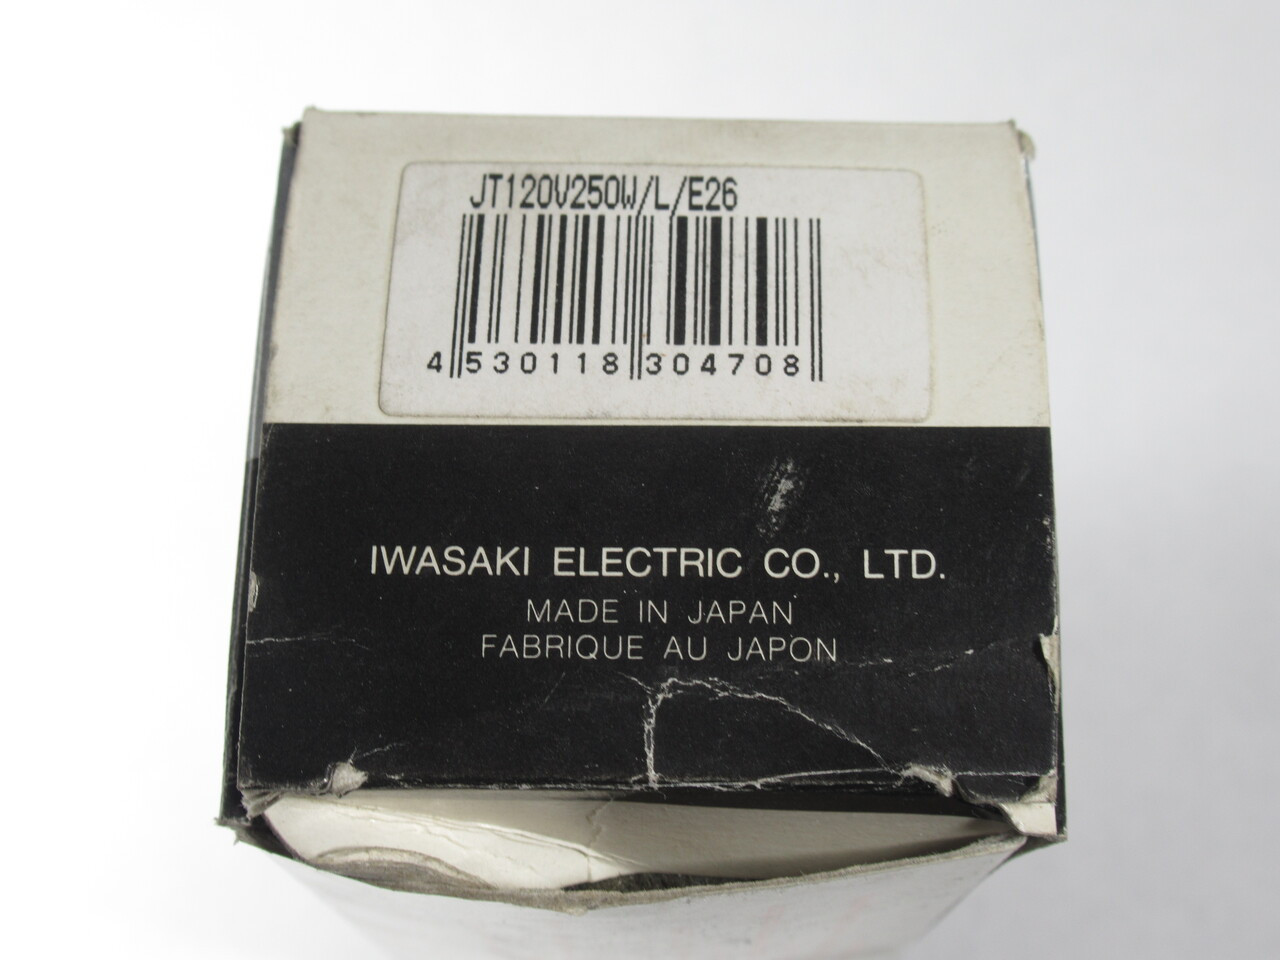 JT120V250W/L/E26
4 530118 304708
IWASAKI ELECTRIC CO., LTD.
MADE IN JAPAN
FABRIQUE AU JAPON